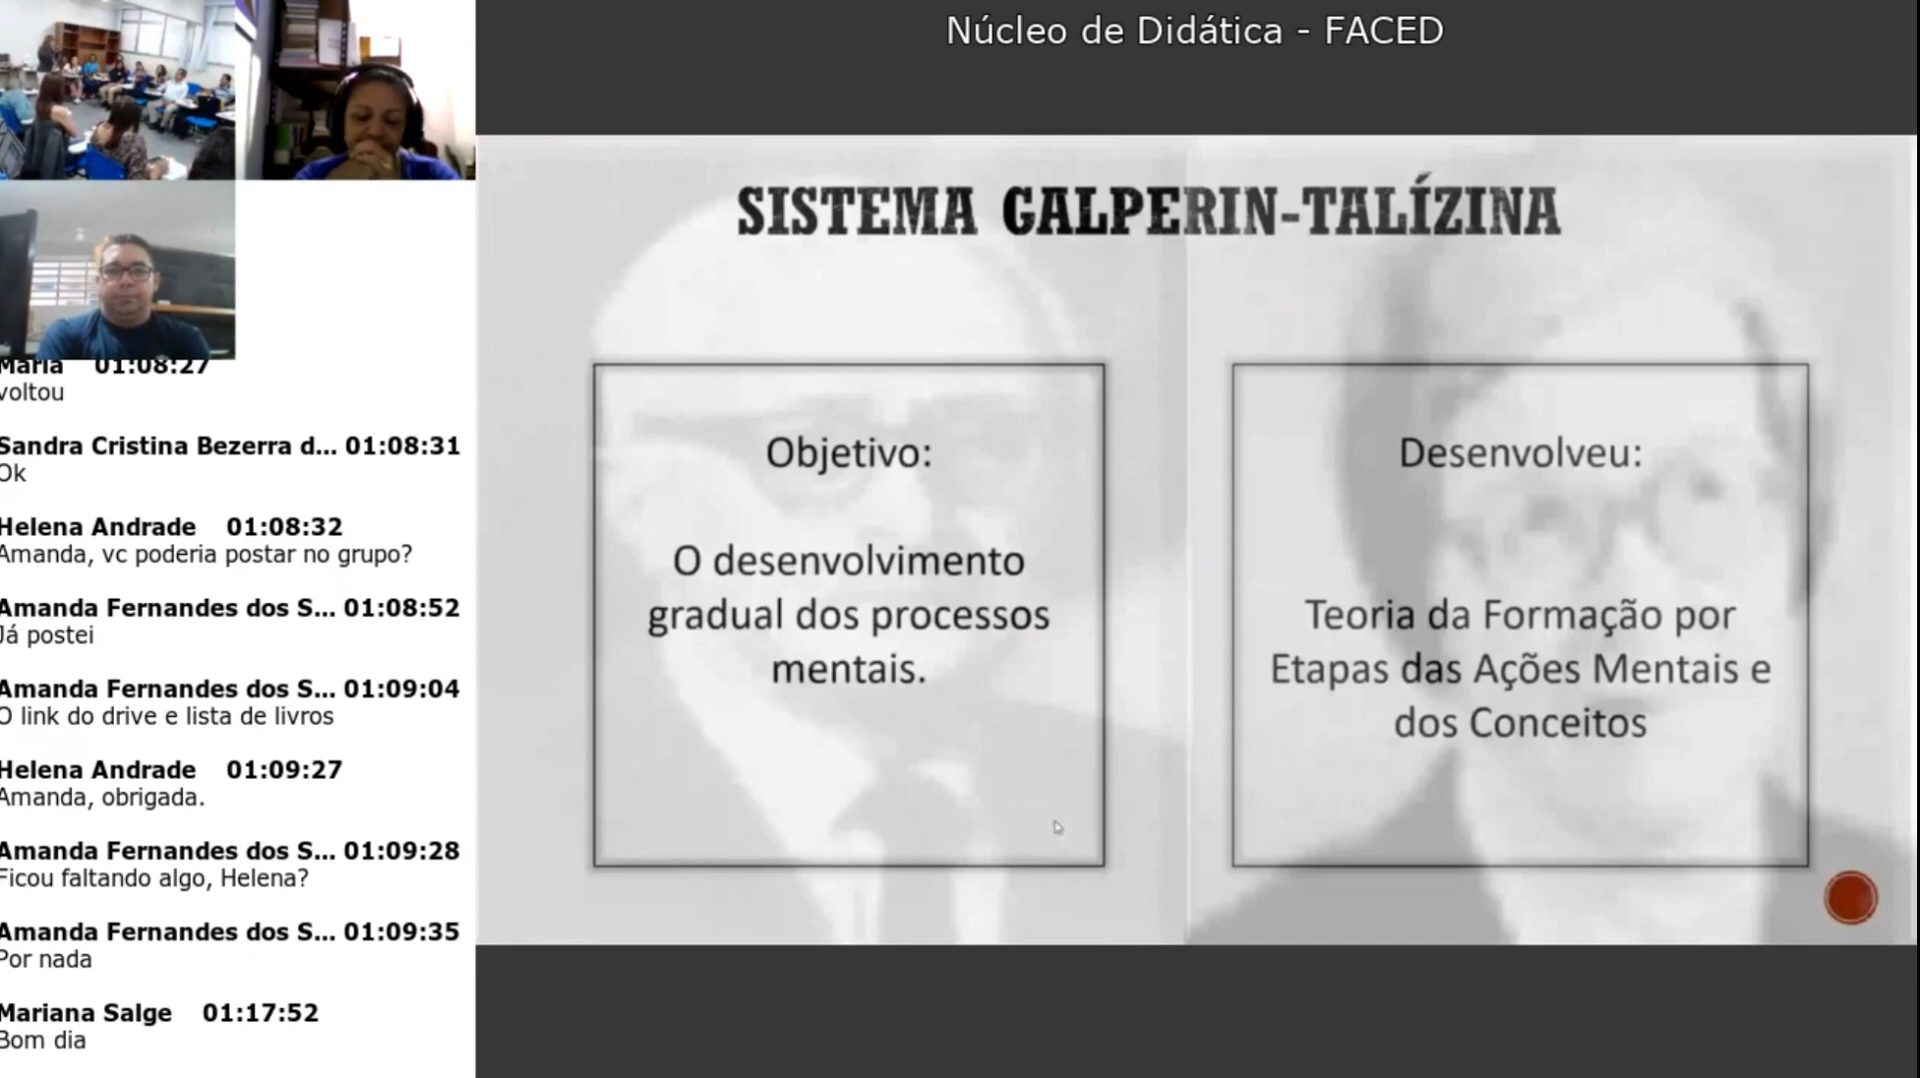 Núcleo de Didática - FACED
SISTEMA GALPERIN-TALÍZINA
Objetivo:
O desenvolvimento
gradual dos processos
mentais.
Desenvolveu:
Teoria da Formação por
Etapas das Ações Mentais e
dos Conceitos
Maria 01:08:27
voltou
Sandra Cristina Bezerra d... 01:08:31
Ok
Helena Andrade 01:08:32
Amanda, vc poderia postar no grupo?
Amanda Fernandes dos S... 01:08:52
Já postei
Amanda Fernandes dos S... 01:09:04
O link do drive e lista de livros
Helena Andrade 01:09:27
Amanda, obrigada.
Amanda Fernandes dos S... 01:09:28
Ficou faltando algo, Helena?
Amanda Fernandes dos S... 01:09:35
Por nada
Mariana Salge 01:17:52
Bom dia